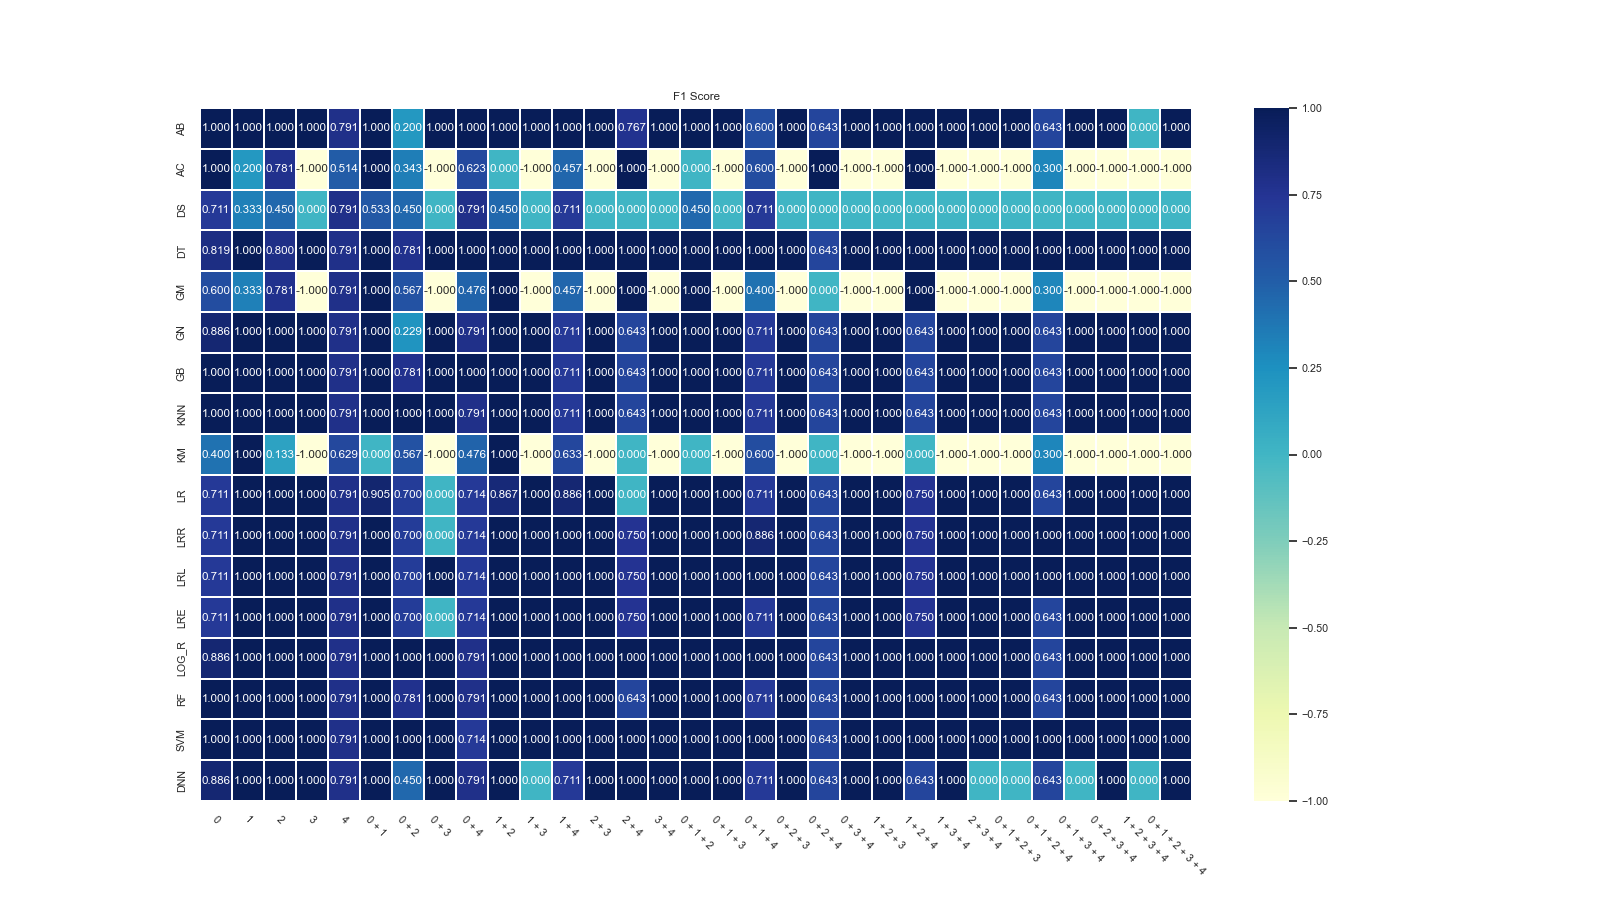 F1 Score
AB 1.000 1.000 1.000 1.000 0.791 1.000 0.200 1.000 1.000 1.000 1.000 1.000 1.000 0.767 1.000 1.000 1.000 0.600 1.000 0.643 1.000 1.000 1.000 1.000 1.000 1.000 0.643 1.000 1.000 0.000 1.000
AC 1.000 0.200 0.781 -1.000 0.514 1.000 0.343 -1.000 0.623 0.000 -1.000 0.457 -1.000 1.000 -1.000 0.000 -1.000 0.600 -1.000 1.000 -1.000 -1.000 1.000 -1.000 -1.000 -1.000 0.300 -1.000 -1.000 -1.000 -1.000
DS 0.711 0.333 0.450 0.000 0.791 0.533 0.450 0.000 0.791 0.450 0.000 0.711 0.000 0.000 0.000 0.450 0.000 0.711 0.000 0.000 0.000 0.000 0.000 0.000 0.000 0.000 0.000 0.000 0.000 0.000 0.000
DT 0.819 1.000 0.800 1.000 0.791 1.000 0.781 1.000 1.000 1.000 1.000 1.000 1.000 1.000 1.000 1.000 1.000 1.000 1.000 0.643 1.000 1.000 1.000 1.000 1.000 1.000 1.000 1.000 1.000 1.000 1.000
GM 0.600 0.333 0.781 -1.000 0.791 1.000 0.567 -1.000 0.476 1.000 -1.000 0.457 -1.000 1.000 -1.000 1.000 -1.000 0.400 -1.000 0.000 -1.000 -1.000 1.000 -1.000 -1.000 -1.000 0.300 -1.000 -1.000 -1.000 -1.000
GN 0.886 1.000 1.000 1.000 0.791 1.000 0.229 1.000 0.791 1.000 1.000 0.711 1.000 0.643 1.000 1.000 1.000 0.711 1.000 0.643 1.000 1.000 0.643 1.000 1.000 1.000 0.643 1.000 1.000 1.000 1.000
GB 1.000 1.000 1.000 1.000 0.791 1.000 0.781 1.000 1.000 1.000 1.000 0.711 1.000 0.643 1.000 1.000 1.000 0.711 1.000 0.643 1.000 1.000 0.643 1.000 1.000 1.000 0.643 1.000 1.000 1.000 1.000
KNN 1.000 1.000 1.000 1.000 0.791 1.000 1.000 1.000 0.791 1.000 1.000 0.711 1.000 0.643 1.000 1.000 1.000 0.711 1.000 0.643 1.000 1.000 0.643 1.000 1.000 1.000 0.643 1.000 1.000 1.000 1.000
KM 0.400 1.000 0.133 -1.000 0.629 0.000 0.567 -1.000 0.476 1.000 -1.000 0.633 -1.000 0.000 -1.000 0.000 -1.000 0.600 -1.000 0.000 -1.000 -1.000 0.000 -1.000 -1.000 -1.000 0.300 -1.000 -1.000 -1.000 -1.000
LR 0.711 1.000 1.000 1.000 0.791 0.905 0.700 0.000 0.714 0.867 1.000 0.886 1.000 0.000 1.000 1.000 1.000 0.711 1.000 0.643 1.000 1.000 0.750 1.000 1.000 1.000 0.643 1.000 1.000 1.000 1.000
LRR 0.711 1.000 1.000 1.000 0.791 1.000 0.700 0.000 0.714 1.000 1.000 1.000 1.000 0.750 1.000 1.000 1.000 0.886 1.000 0.643 1.000 1.000 0.750 1.000 1.000 1.000 1.000 1.000 1.000 1.000 1.000
LRL 0.711 1.000 1.000 1.000 0.791 1.000 0.700 1.000 0.714 1.000 1.000 1.000 1.000 0.750 1.000 1.000 1.000 1.000 1.000 0.643 1.000 1.000 0.750 1.000 1.000 1.000 1.000 1.000 1.000 1.000 1.000
LRE 0.711 1.000 1.000 1.000 0.791 1.000 0.700 0.000 0.714 1.000 1.000 1.000 1.000 0.750 1.000 1.000 1.000 0.711 1.000 0.643 1.000 1.000 0.750 1.000 1.000 1.000 0.643 1.000 1.000 1.000 1.000
LOG_R 0.886 1.000 1.000 1.000 0.791 1.000 1.000 1.000 0.791 1.000 1.000 1.000 1.000 1.000 1.000 1.000 1.000 1.000 1.000 0.643 1.000 1.000 1.000 1.000 1.000 1.000 0.643 1.000 1.000 1.000 1.000
RF 1.000 1.000 1.000 1.000 0.791 1.000 0.781 1.000 0.791 1.000 1.000 1.000 1.000 0.643 1.000 1.000 1.000 0.711 1.000 0.643 1.000 1.000 1.000 1.000 1.000 1.000 0.643 1.000 1.000 1.000 1.000
SVM 1.000 1.000 1.000 1.000 0.791 1.000 1.000 1.000 0.714 1.000 1.000 1.000 1.000 1.000 1.000 1.000 1.000 1.000 1.000 0.643 1.000 1.000 1.000 1.000 1.000 1.000 1.000 1.000 1.000 1.000 1.000
DNN 0.886 1.000 1.000 1.000 0.791 1.000 0.450 1.000 0.791 1.000 0.000 0.711 1.000 1.000 1.000 1.000 1.000 0.711 1.000 0.643 1.000 1.000 0.643 1.000 0.000 0.000 0.643 0.000 1.000 0.000 1.000
0
1
2
3
4
0 + 1
0 + 2
0 + 3
0 + 4
1 + 2
1 + 3
1 + 4
2 + 3
2 + 4
3 + 4
0 + 1 + 2
0 + 1 + 3
0 + 1 + 4
0 + 2 + 3
0 + 2 + 4
0 + 3 + 4
1 + 2 + 3
1 + 2 + 4
1 + 3 + 4
2 + 3 + 4
0 + 1 + 2 + 3
0 + 1 + 2 + 4
0 + 1 + 3 + 4
0 + 2 + 3 + 4
1 + 2 + 3 + 4
0 + 1 + 2 + 3 + 4
1.00
0.75
0.50
0.25
0.00
−0.25
−0.50
−0.75
−1.00